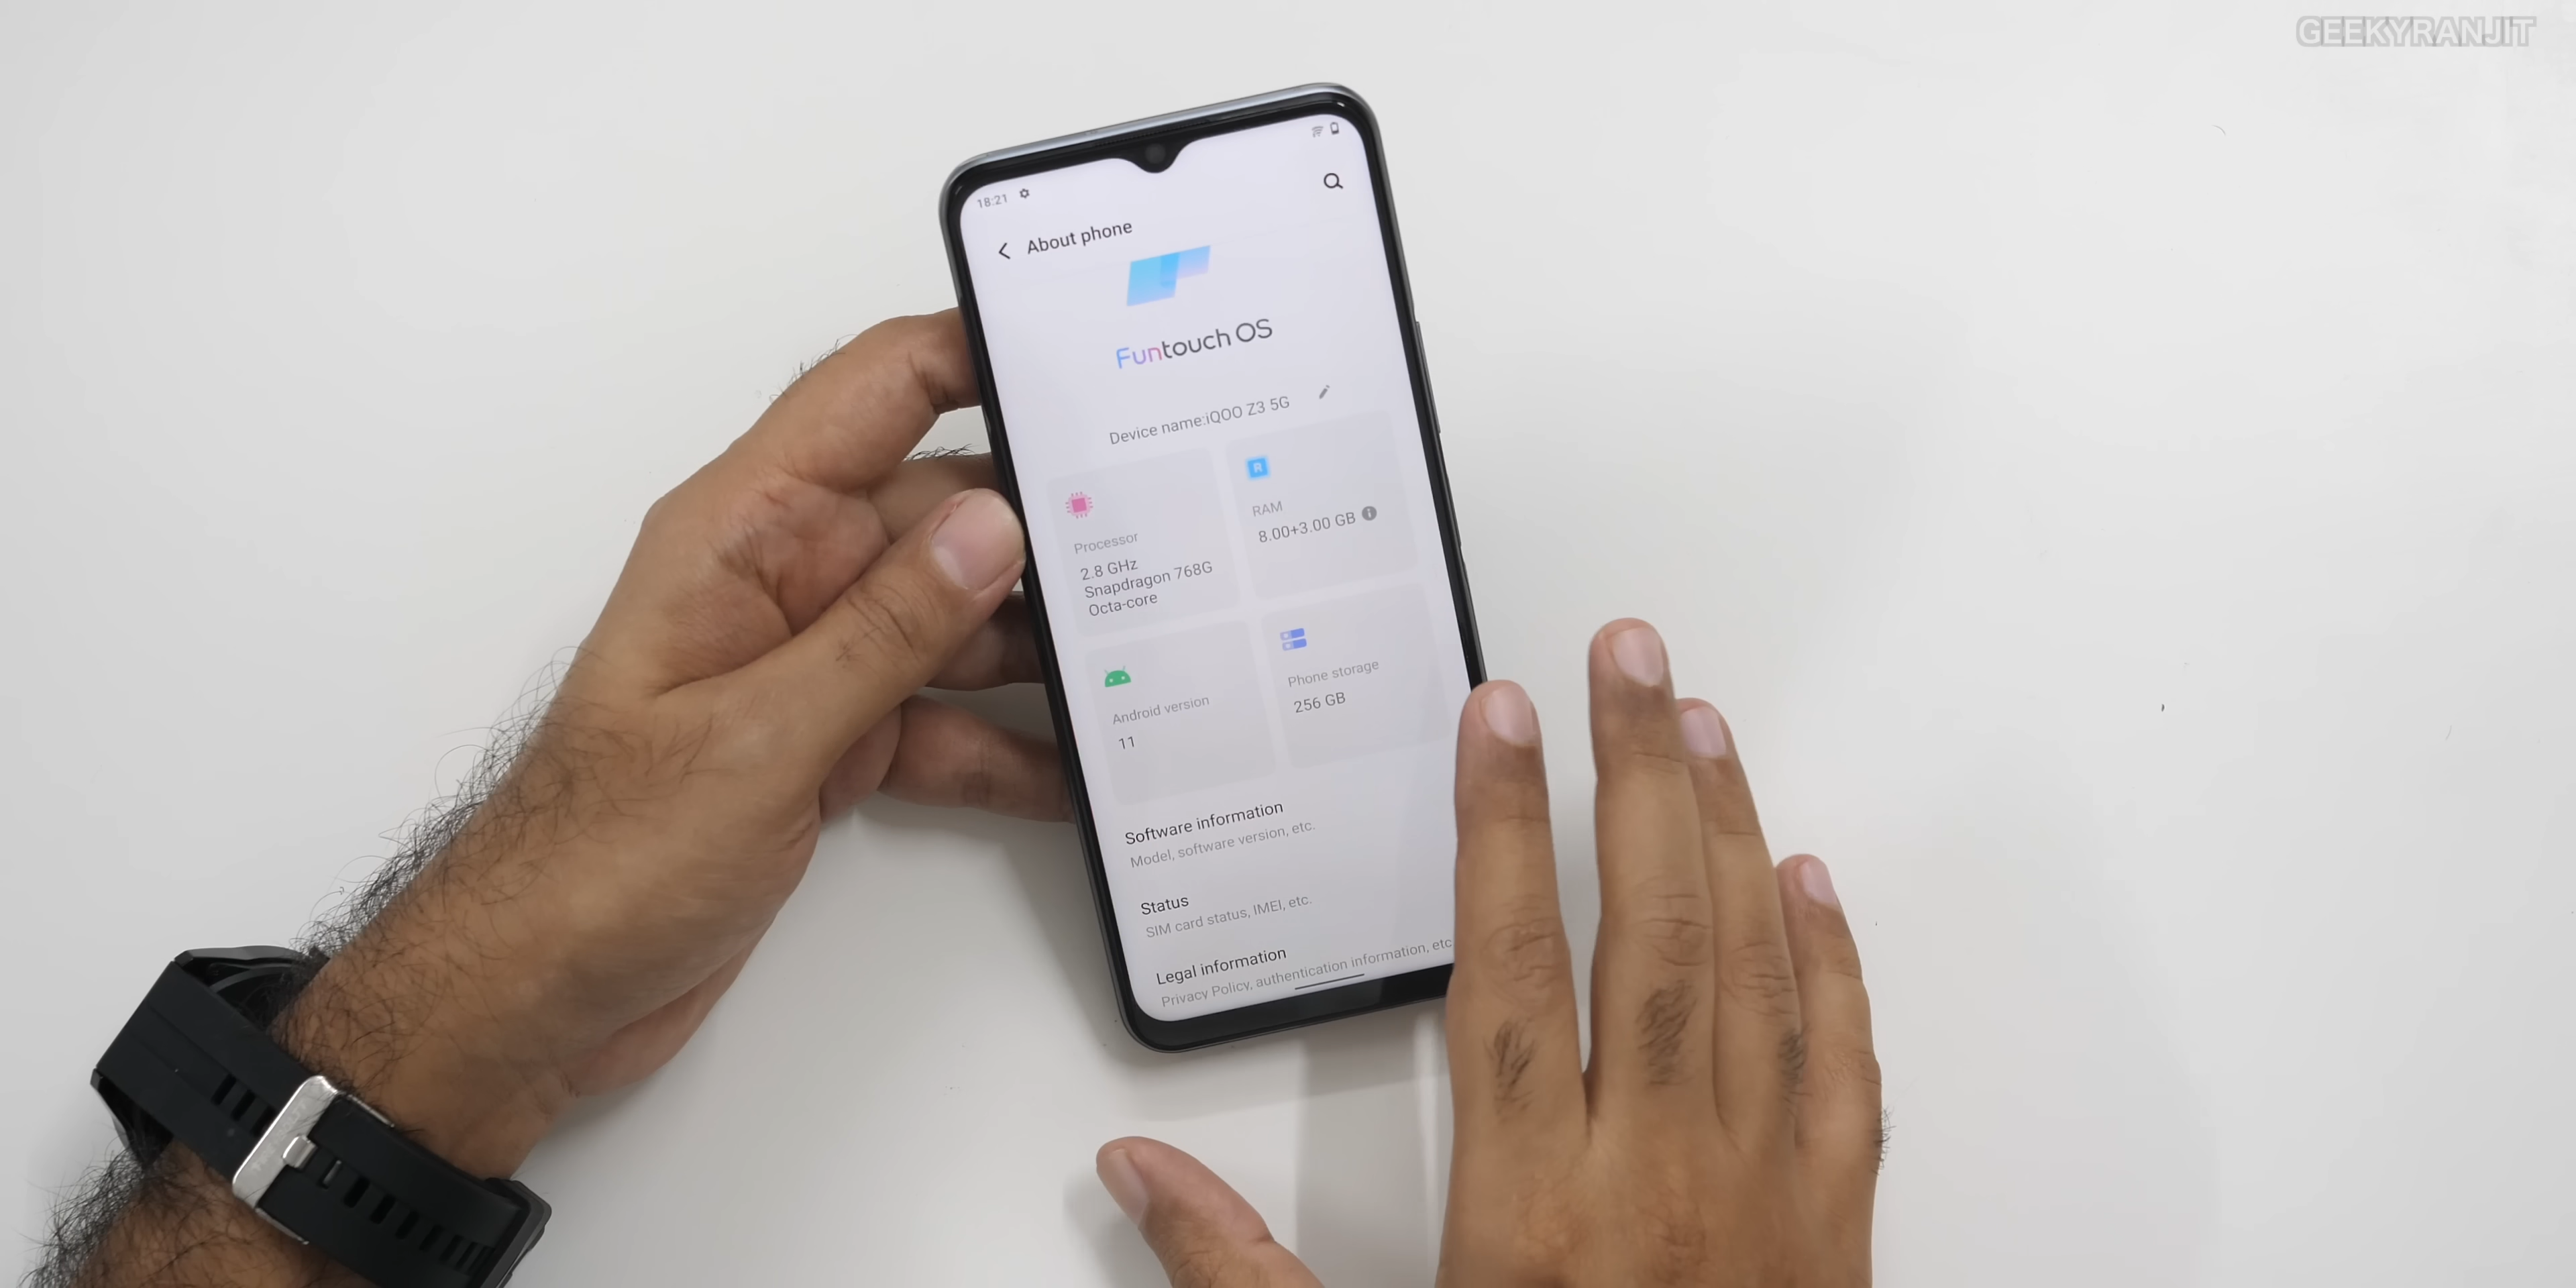 GEEKYRANJIT
18:21
About phone
Funtouch OS
Device name:iQOO Z3 5G
Processor
2.8 GHz
Snapdragon 768G
Octa-core
R
RAM
8.00+3.00 GB
Android version
11
Phone storage
256 GB
Software information
Model, software version, etc.
Status
SIM card status, IMEI, etc.
Legal information
Privacy Policy, authentication information, etc